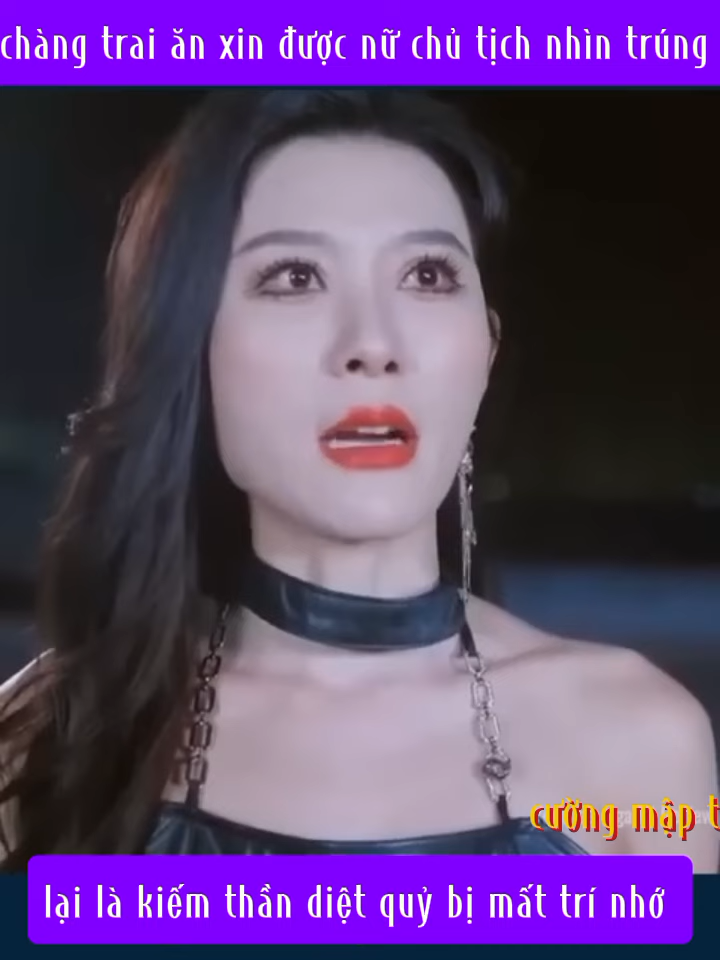 chàng trai ăn xin được nữ chủ tịch nhìn trúng
cường mập
lại là kiếm thần diệt quỷ bị mất trí nhớ